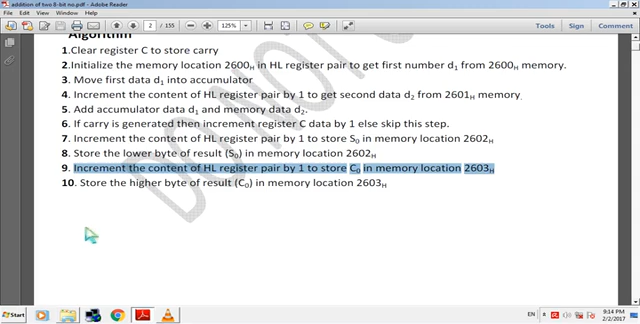 addition of two 8-bit no.pdf - Adobe Reader
File Edit View Window Help
2 / 155 125% Tools Sign Comment
Algorithm
1.Clear register C to store carry
2.Initialize the memory location 2600H in HL register pair to get first number d1 from 2600H memory.
3. Move first data d1 into accumulator
4. Increment the content of HL register pair by 1 to get second data d2 from 2601H memory.
5. Add accumulator data d1 and memory data d2.
6. If carry is generated then increment register C data by 1 else skip this step.
7. Increment the content of HL register pair by 1 to store S0 in memory location 2602H
8. Store the lower byte of result (S0) in memory location 2602H
9. Increment the content of HL register pair by 1 to store C0 in memory location 2603H
10. Store the higher byte of result (C0) in memory location 2603H
DO NO
Start EN 9:14 PM
2/2/2017